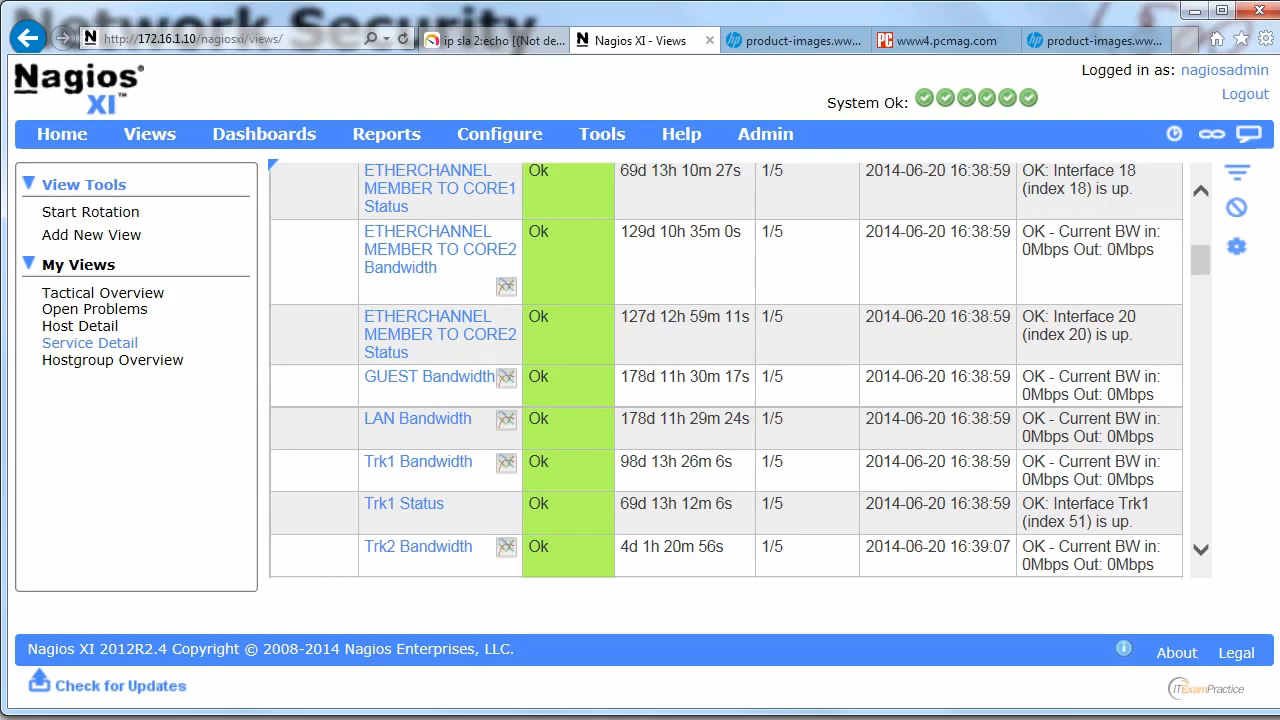 Network Security
http://172.16.1.10/nagiosxi/views/
ip sla 2:echo [(Not de...
Nagios XI - Views
product-images.ww...
www4.pcmag.com
product-images.ww...
Nagios®
XI™
Logged in as: nagiosadmin
System Ok:
Logout
Home
Views
Dashboards
Reports
Configure
Tools
Help
Admin
View Tools
Start Rotation
Add New View
My Views
Tactical Overview
Open Problems
Host Detail
Service Detail
Hostgroup Overview
ETHERCHANNEL
MEMBER TO CORE1
Status
Ok
69d 13h 10m 27s
1/5
2014-06-20 16:38:59
OK: Interface 18
(index 18) is up.
ETHERCHANNEL
MEMBER TO CORE2
Bandwidth
Ok
129d 10h 35m 0s
1/5
2014-06-20 16:38:59
OK - Current BW in:
0Mbps Out: 0Mbps
ETHERCHANNEL
MEMBER TO CORE2
Status
Ok
127d 12h 59m 11s
1/5
2014-06-20 16:38:59
OK: Interface 20
(index 20) is up.
GUEST Bandwidth
Ok
178d 11h 30m 17s
1/5
2014-06-20 16:38:59
OK - Current BW in:
0Mbps Out: 0Mbps
LAN Bandwidth
Ok
178d 11h 29m 24s
1/5
2014-06-20 16:38:59
OK - Current BW in:
0Mbps Out: 0Mbps
Trk1 Bandwidth
Ok
98d 13h 26m 6s
1/5
2014-06-20 16:38:59
OK - Current BW in:
0Mbps Out: 0Mbps
Trk1 Status
Ok
69d 13h 12m 6s
1/5
2014-06-20 16:38:59
OK: Interface Trk1
(index 51) is up.
Trk2 Bandwidth
Ok
4d 1h 20m 56s
1/5
2014-06-20 16:39:07
OK - Current BW in:
0Mbps Out: 0Mbps
Nagios XI 2012R2.4 Copyright © 2008-2014 Nagios Enterprises, LLC.
About
Legal
Check for Updates
ITExamPractice